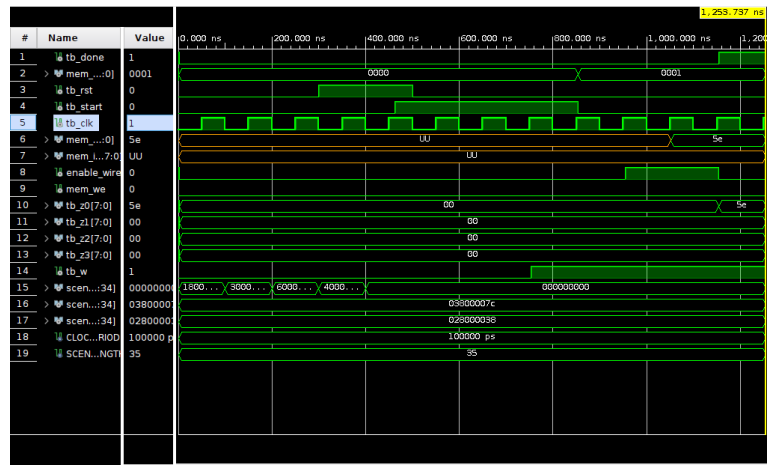 1,253.737 ns
# Name Value 0.000 ns 200.000 ns 400.000 ns 600.000 ns 800.000 ns 1,000.000 ns 1,200
1 tb_done 1
2 mem_...:0] 0001 0000 0001
3 tb_rst 0
4 tb_start 0
5 tb_clk 1
6 mem_...:0] 5e UU 5e
7 mem_i...7:0] UU UU
8 enable_wire 0
9 mem_we 0
10 tb_z0[7:0] 5e 00 5e
11 tb_z1[7:0] 00 00
12 tb_z2[7:0] 00 00
13 tb_z3[7:0] 00 00
14 tb_w 1
15 scen...:34] 00000000 1800... 3000... 6000... 4000... 000000000
16 scen...:34] 03800007 03800007c
17 scen...:34] 02800003 028000038
18 CLOC...RIOD 100000 p 100000 ps
19 SCEN...NGTH 35 35